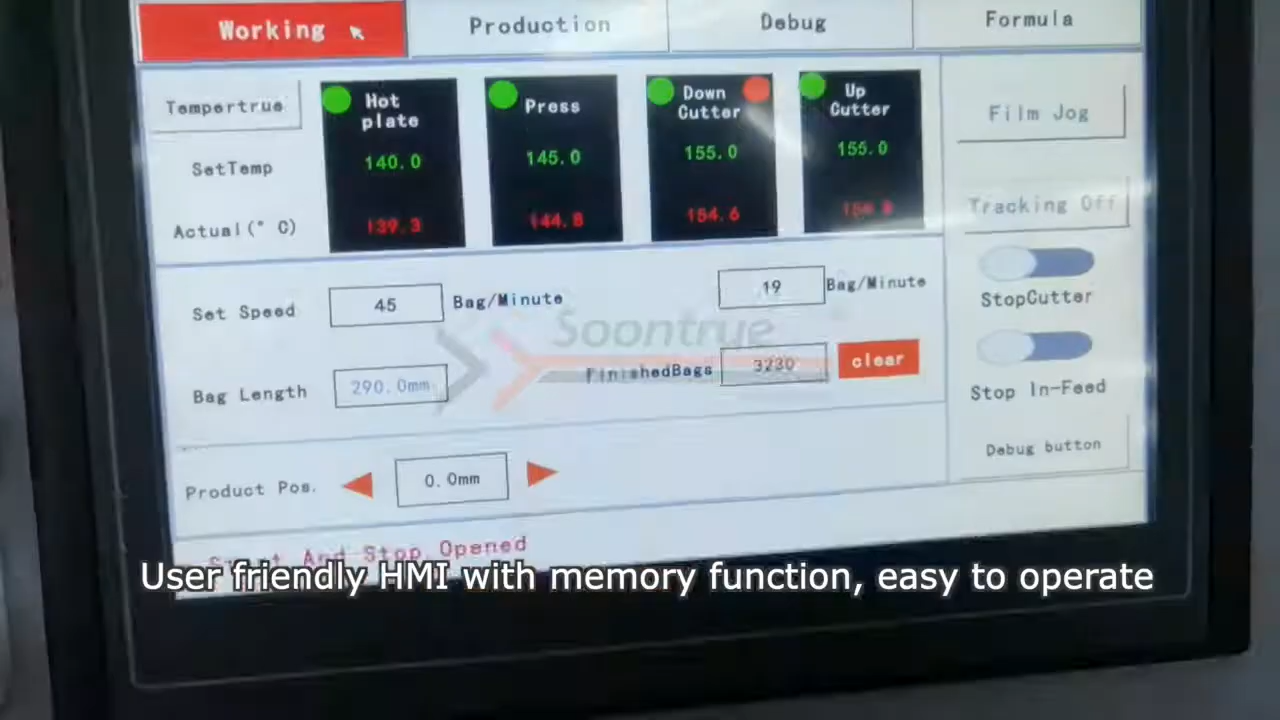 Working Production Debug Formula
Tempertrue Hot plate Press Down Cutter Up Cutter Film Jog
SetTemp 140.0 145.0 155.0 155.0
Actual(° C) 139.3 144.8 154.6 Tracking Off
StopCutter
Set Speed 45 Bag/Minute 19 Bag/Minute
Soontrue
Bag Length 290.0mm FinishedBags 3230 clear
Stop In-Feed
Debug button
Product Pos. 0.0mm
And Stop Opened
User friendly HMI with memory function, easy to operate